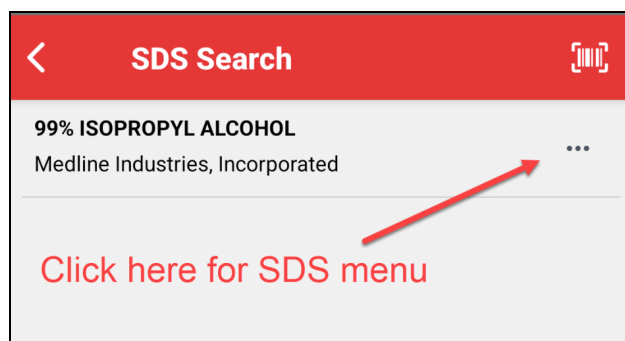 SDS Search
99% ISOPROPYL ALCOHOL
Medline Industries, Incorporated
Click here for SDS menu